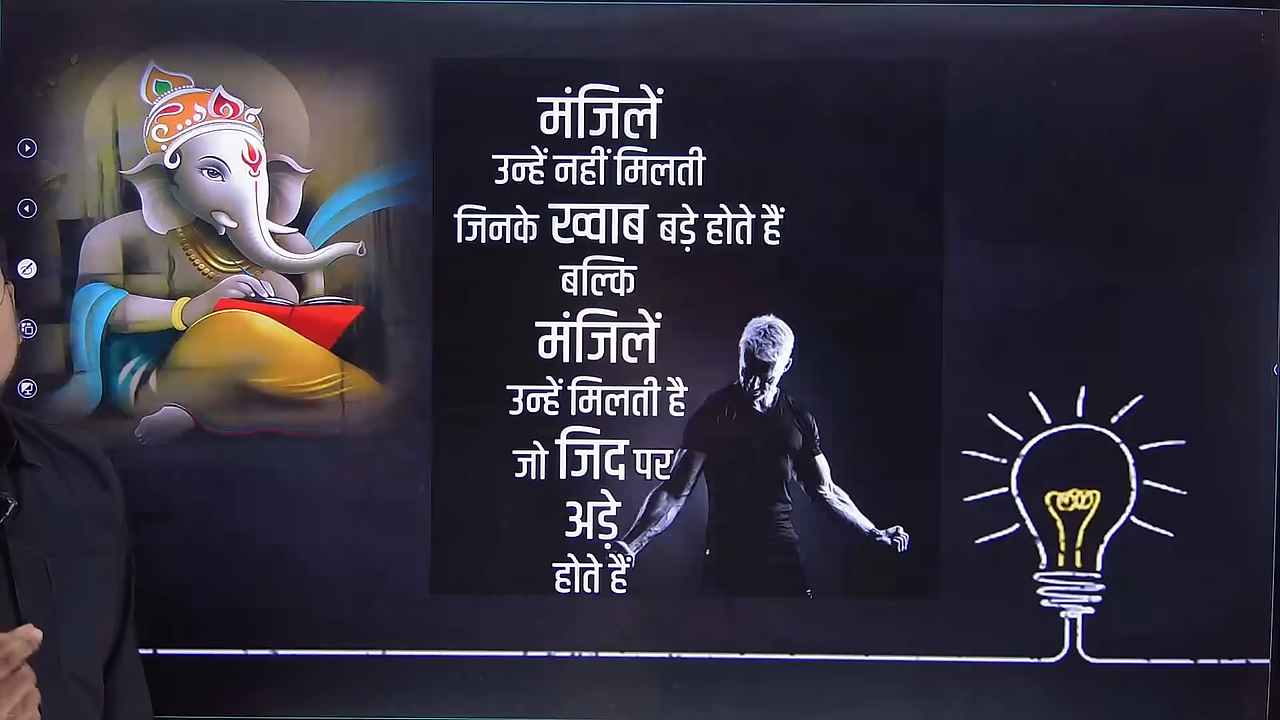 मंजिलें
उन्हें नहीं मिलती
जिनके ख्वाब बड़े होते हैं
बल्कि
मंजिलें
उन्हें मिलती है
जो जिद पर
अड़े
होते हैं